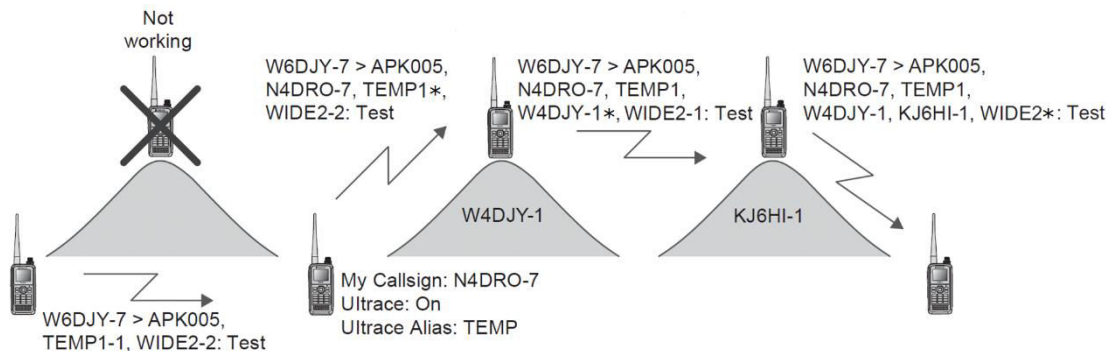 Not
working
W6DJY-7 > APK005,
N4DRO-7, TEMP1∗,
WIDE2-2: Test
W6DJY-7 > APK005,
N4DRO-7, TEMP1,
W4DJY-1∗, WIDE2-1: Test
W6DJY-7 > APK005,
N4DRO-7, TEMP1,
W4DJY-1, KJ6HI-1, WIDE2∗: Test
W4DJY-1
KJ6HI-1
My Callsign: N4DRO-7
UItrace: On
UItrace Alias: TEMP
W6DJY-7 > APK005,
TEMP1-1, WIDE2-2: Test